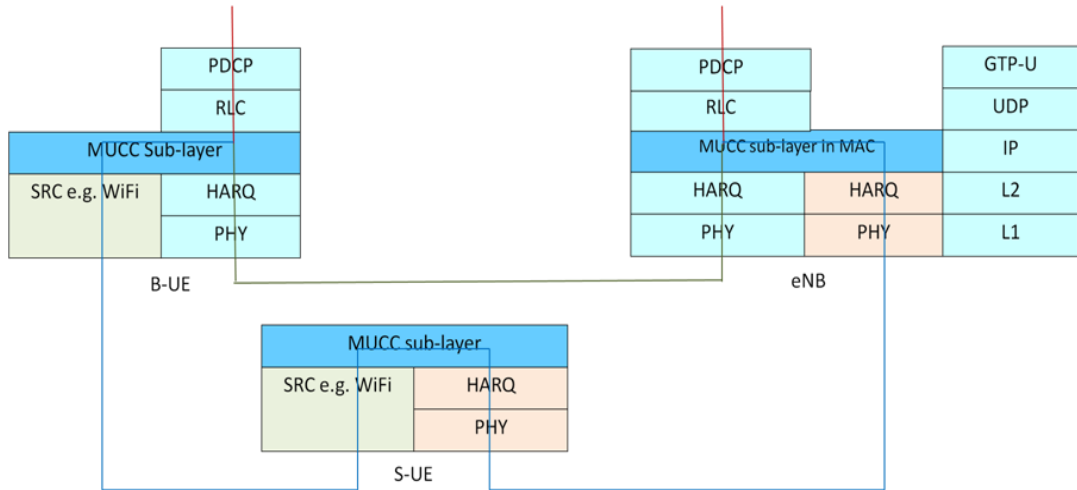 PDCP
RLC
MUCC Sub-layer
SRC e.g. WiFi
HARQ
PHY
B-UE
PDCP
RLC
MUCC sub-layer in MAC
HARQ
HARQ
PHY
PHY
eNB
GTP-U
UDP
IP
L2
L1
MUCC sub-layer
SRC e.g. WiFi
HARQ
PHY
S-UE